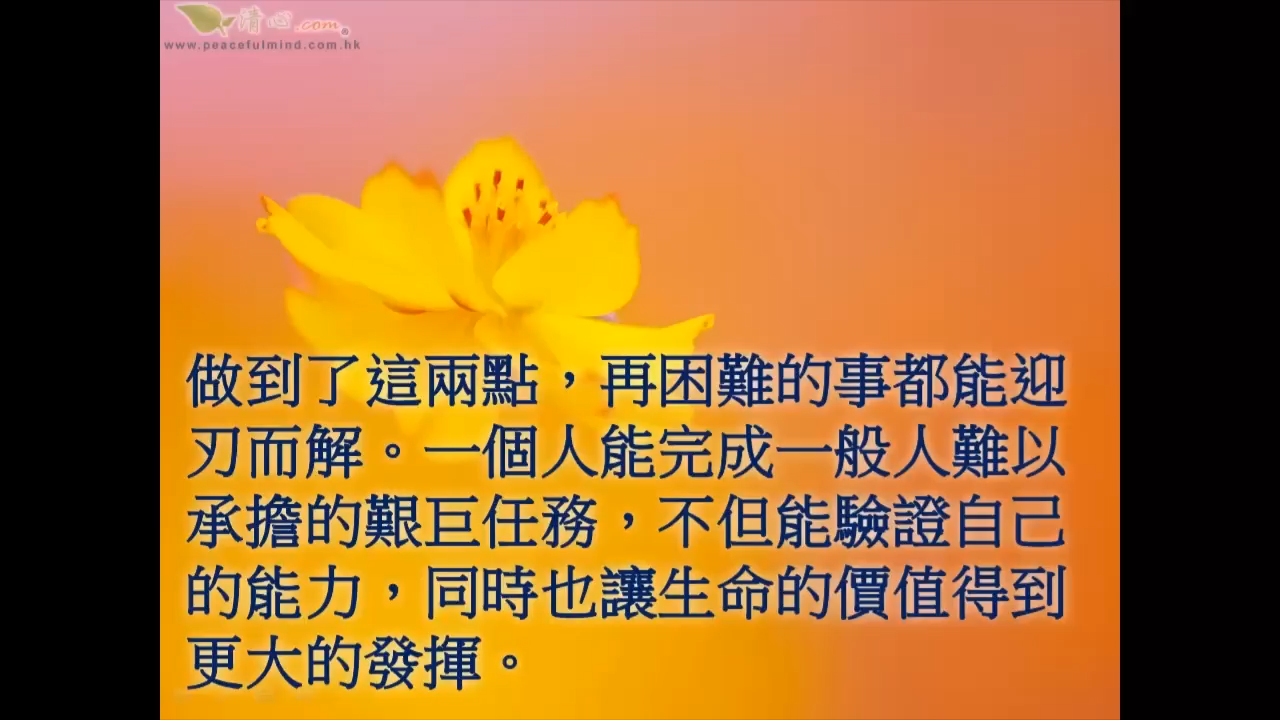 清心.com
www.peacefulmind.com.hk
做到了這兩點，再困難的事都能迎
刃而解。一個人能完成一般人難以
承擔的艱巨任務，不但能驗證自己
的能力，同時也讓生命的價值得到
更大的發揮。